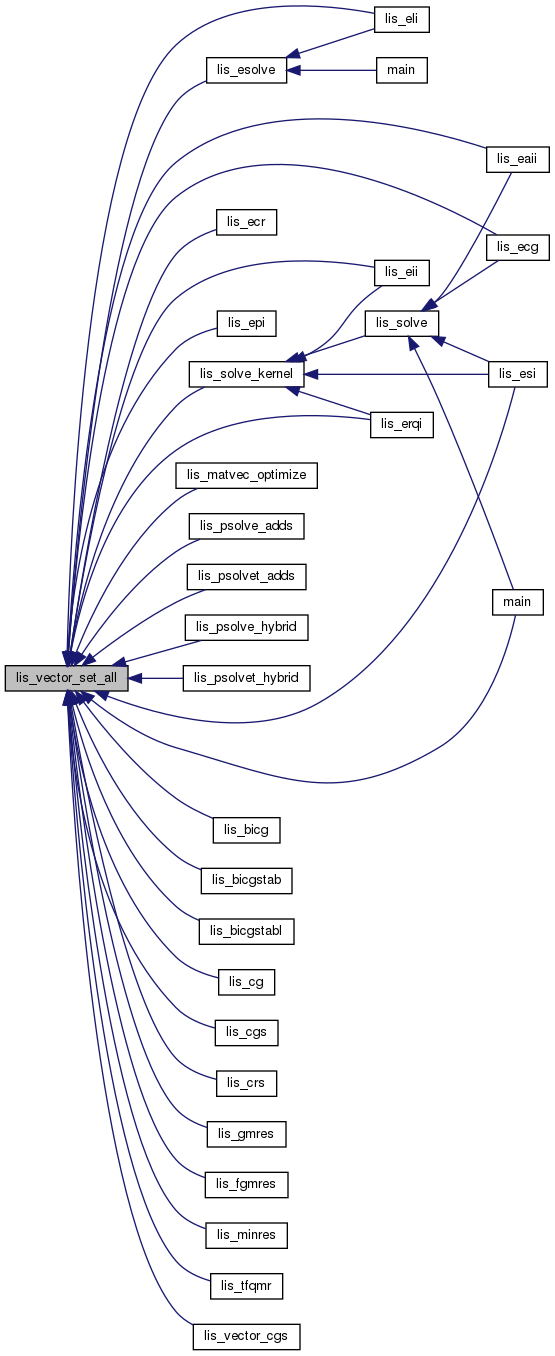 lis_eli
lis_esolve
main
lis_eaii
lis_ecr
lis_ecg
lis_eii
lis_epi
lis_solve
lis_solve_kernel
lis_esi
lis_erqi
lis_matvec_optimize
lis_psolve_adds
lis_psolvet_adds
main
lis_psolve_hybrid
lis_vector_set_all
lis_psolvet_hybrid
lis_bicg
lis_bicgstab
lis_bicgstabl
lis_cg
lis_cgs
lis_crs
lis_gmres
lis_fgmres
lis_minres
lis_tfqmr
lis_vector_cgs